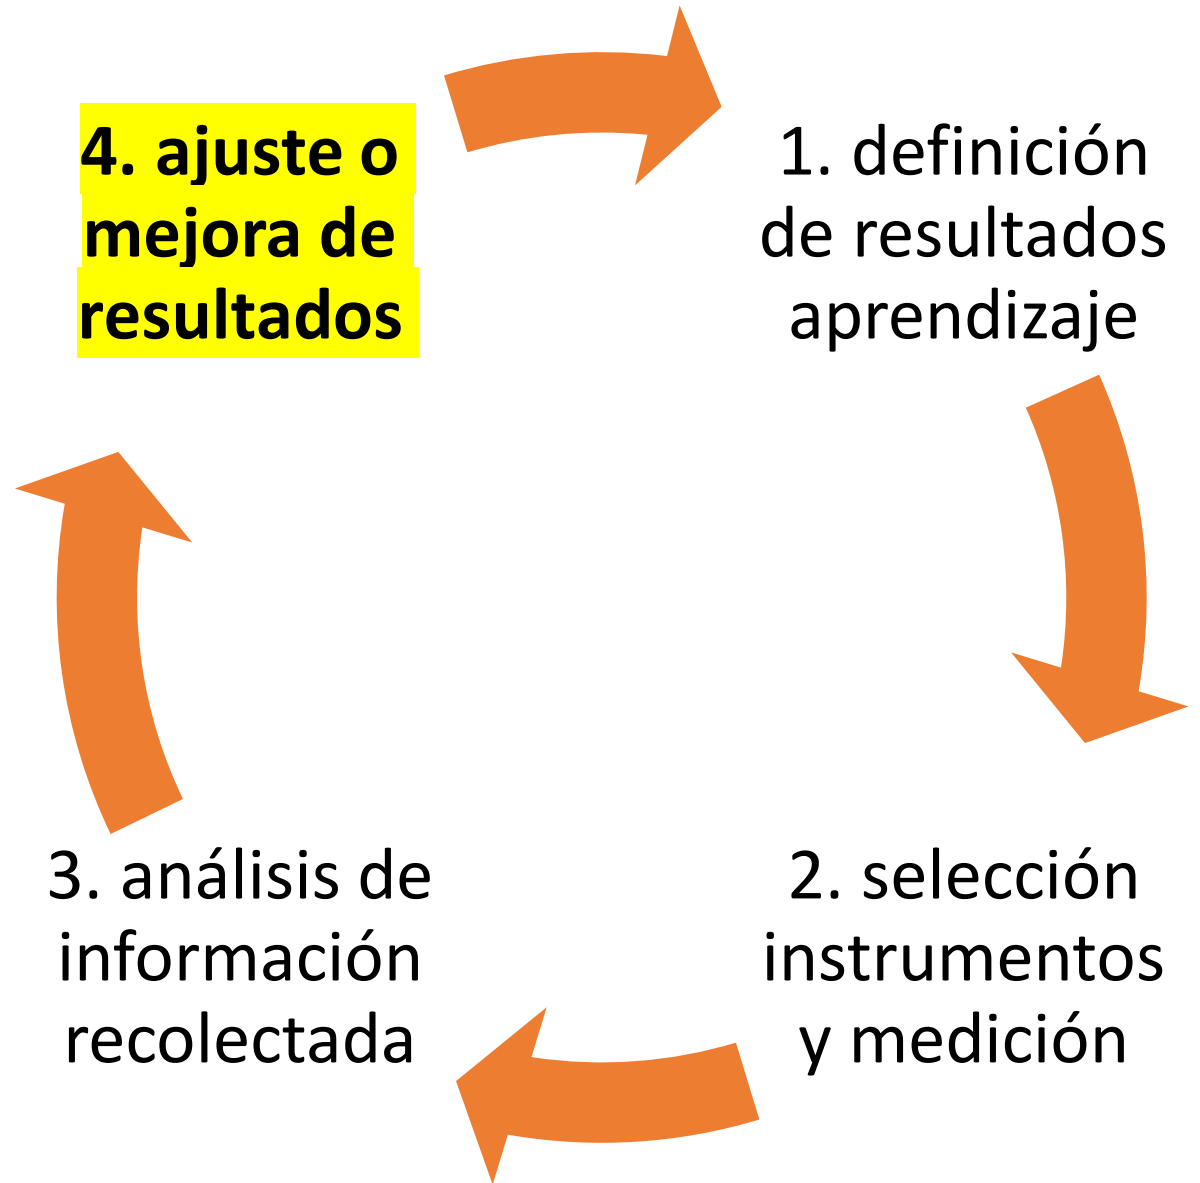 4. ajuste o
mejora de
resultados
1. definición
de resultados
aprendizaje
3. análisis de
información
recolectada
2. selección
instrumentos
y medición